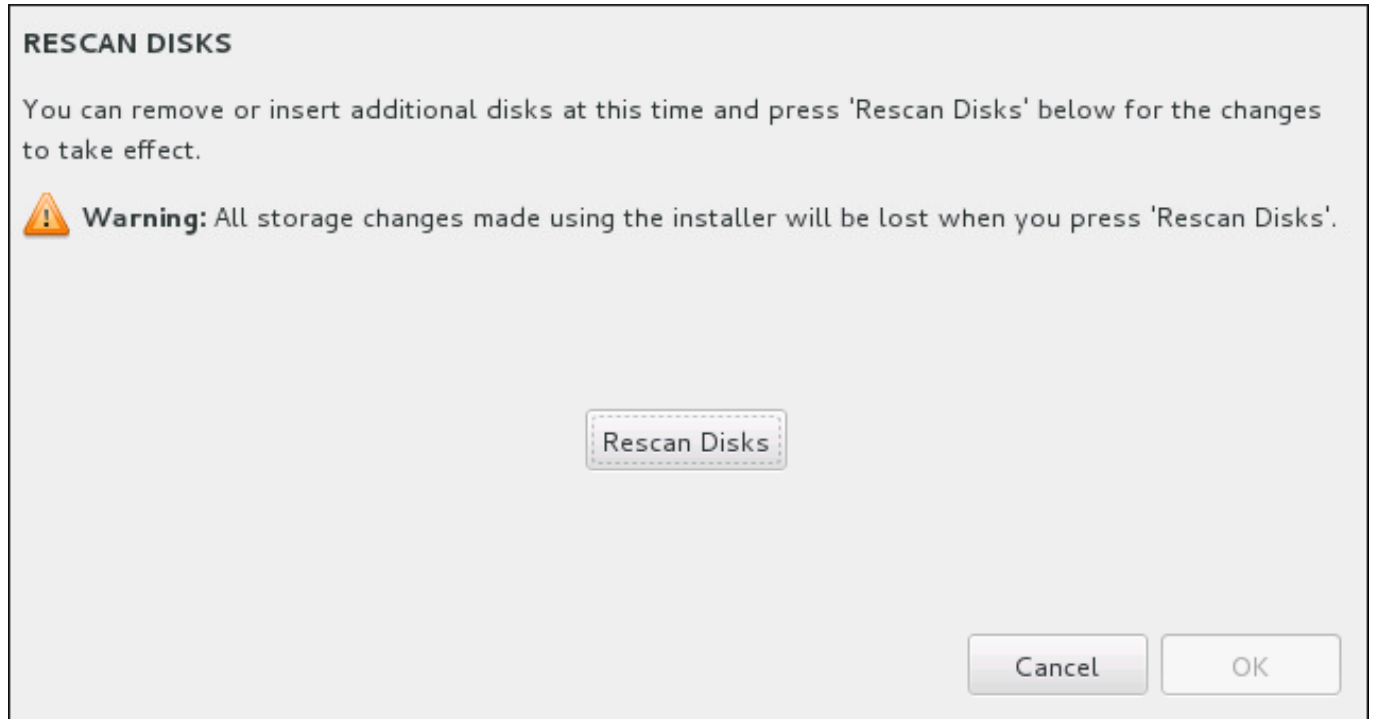 RESCAN DISKS
You can remove or insert additional disks at this time and press 'Rescan Disks' below for the changes
to take effect.
Warning: All storage changes made using the installer will be lost when you press 'Rescan Disks'.
Rescan Disks
Cancel OK